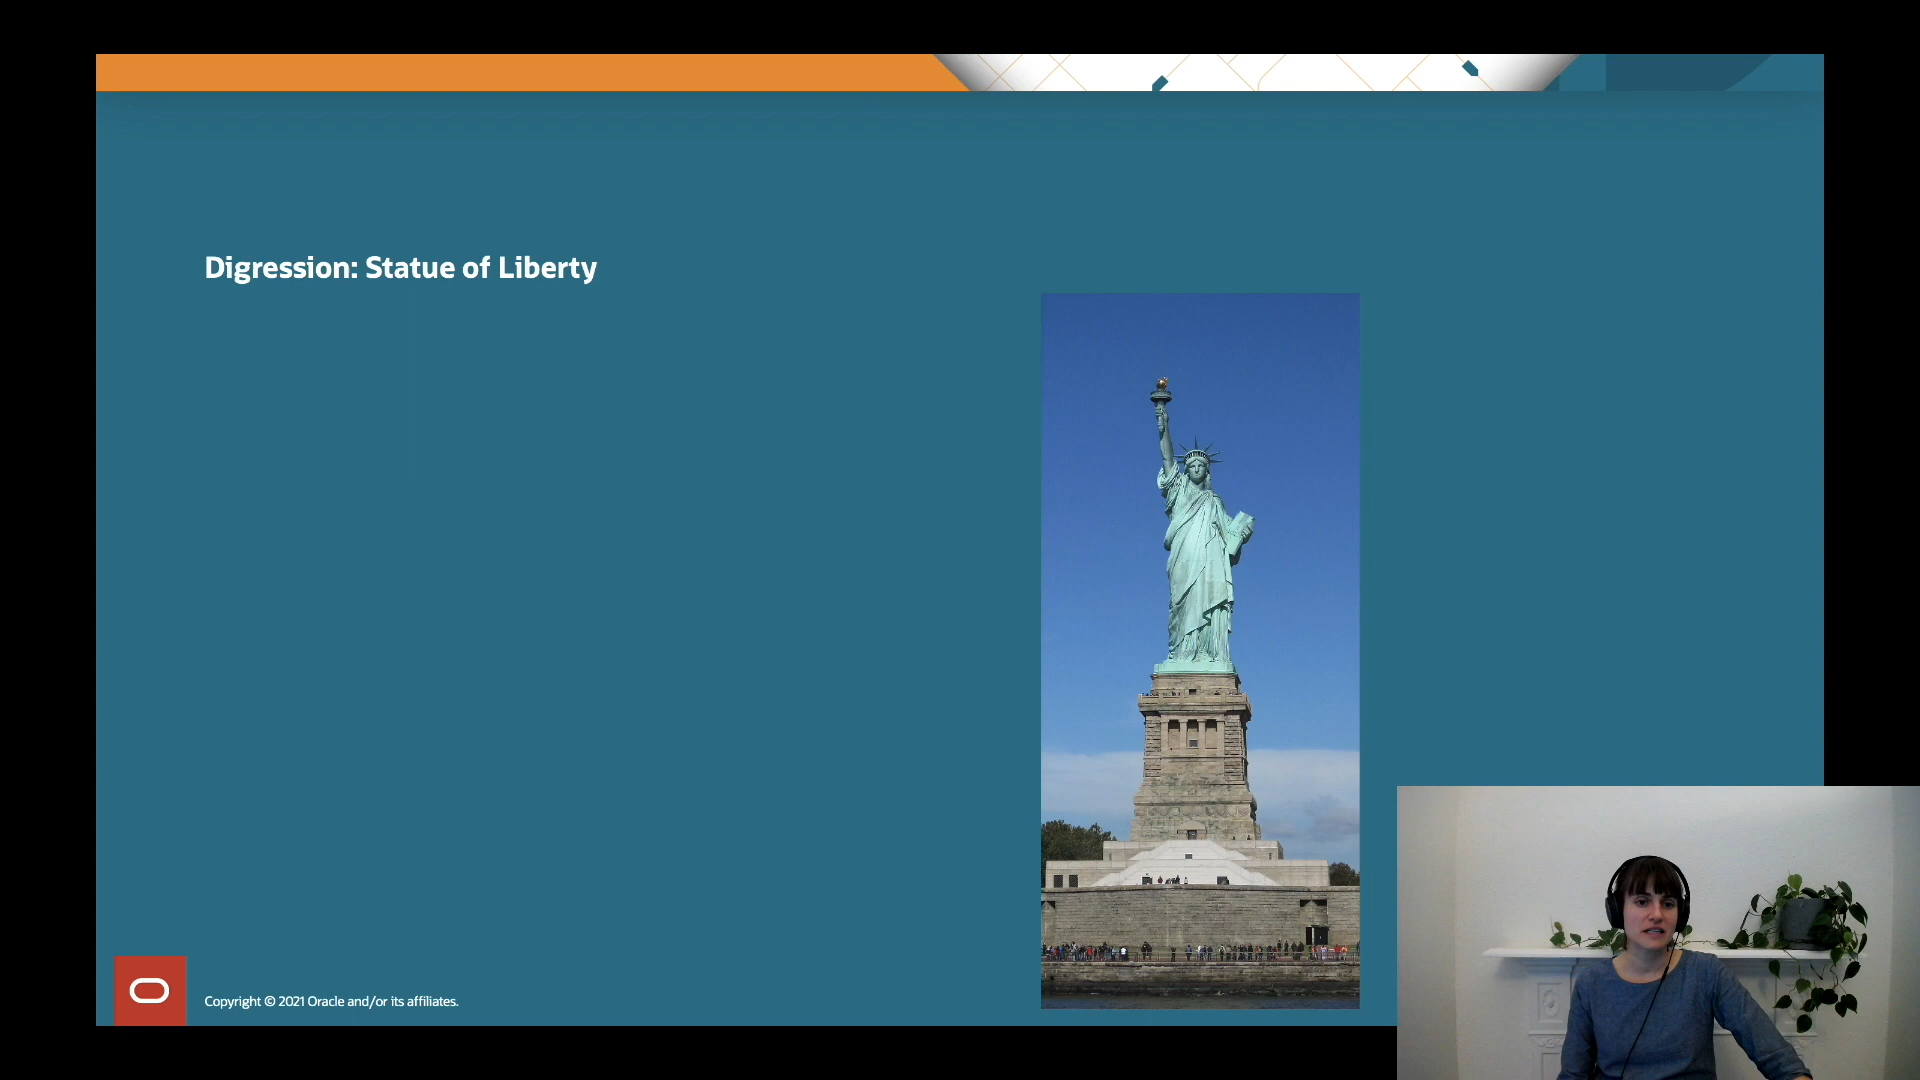 Digression: Statue of Liberty
Copyright © 2021 Oracle and/or its affiliates.